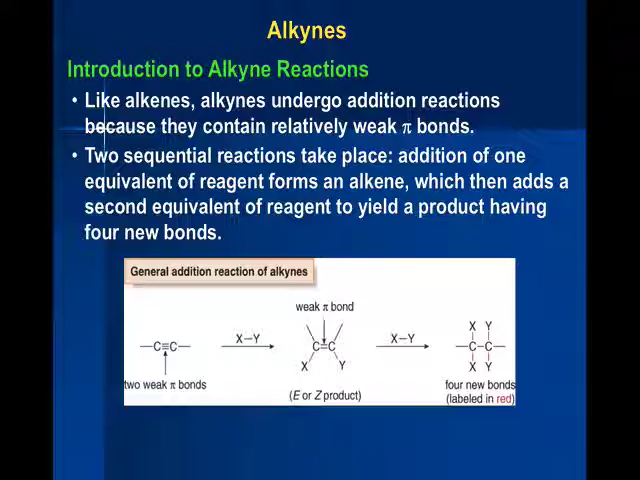 Alkynes
Introduction to Alkyne Reactions
• Like alkenes, alkynes undergo addition reactions
because they contain relatively weak π bonds.
• Two sequential reactions take place: addition of one
equivalent of reagent forms an alkene, which then adds a
second equivalent of reagent to yield a product having
four new bonds.
General addition reaction of alkynes
weak π bond
X Y
X–Y
X–Y
–C≡C–
C=C
–C–C–
X Y
X Y
two weak π bonds
(E or Z product)
four new bonds
(labeled in red)